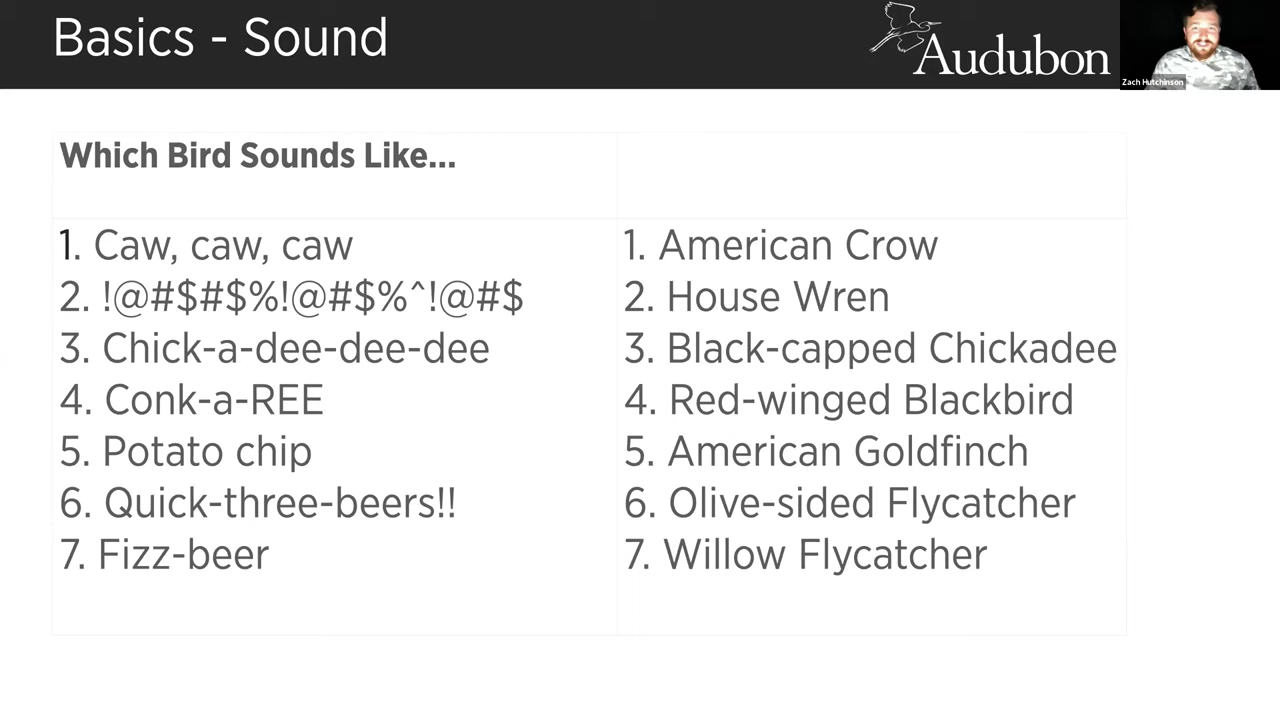 Basics - Sound
Audubon
Zach Hutchinson
Which Bird Sounds Like...
1. Caw, caw, caw
2. !@#$#$%!@#$%^!@#$
3. Chick-a-dee-dee-dee
4. Conk-a-REE
5. Potato chip
6. Quick-three-beers!!
7. Fizz-beer
1. American Crow
2. House Wren
3. Black-capped Chickadee
4. Red-winged Blackbird
5. American Goldfinch
6. Olive-sided Flycatcher
7. Willow Flycatcher